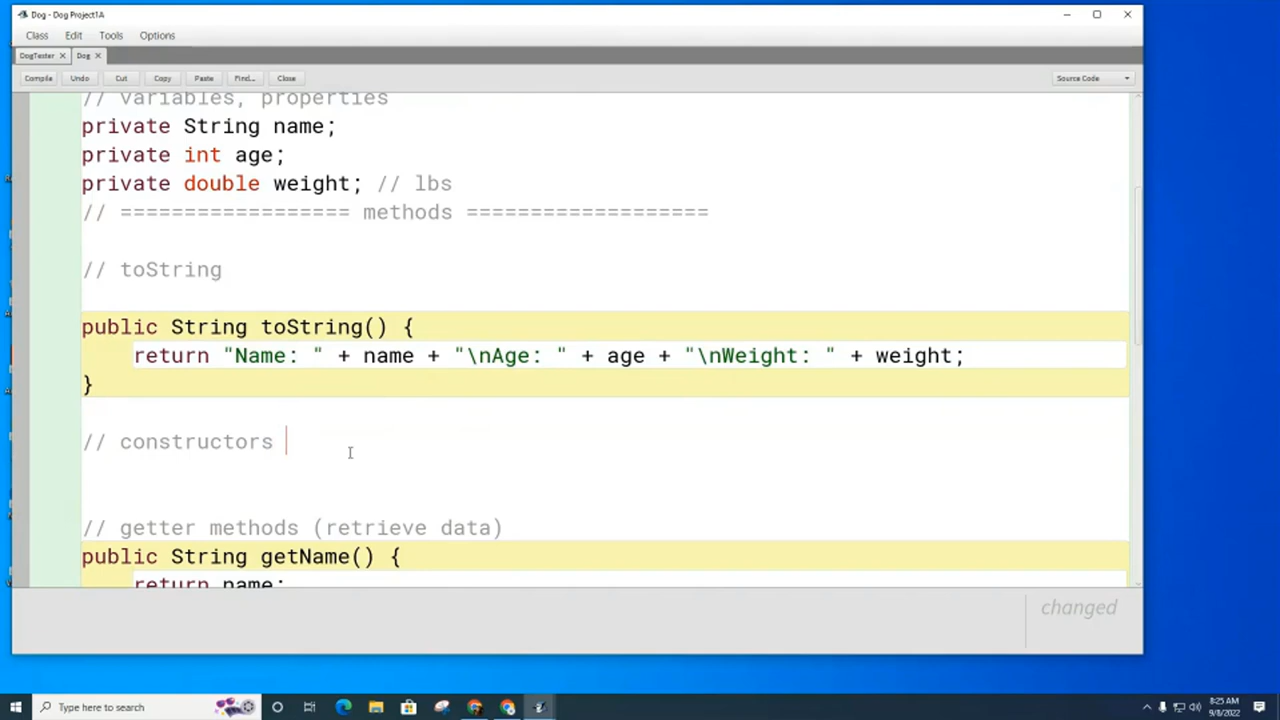 Dog - Dog Project1A
Class Edit Tools Options
DogTester X Dog X
Compile Undo Cut Copy Paste Find... Close Source Code
// variables, properties
private String name;
private int age;
private double weight; // lbs
// ================== methods ===================
// toString
public String toString() {
return "Name: " + name + "\nAge: " + age + "\nWeight: " + weight;
}
// constructors
// getter methods (retrieve data)
public String getName() {
return name;
changed
Type here to search
8:25 AM
9/8/2022